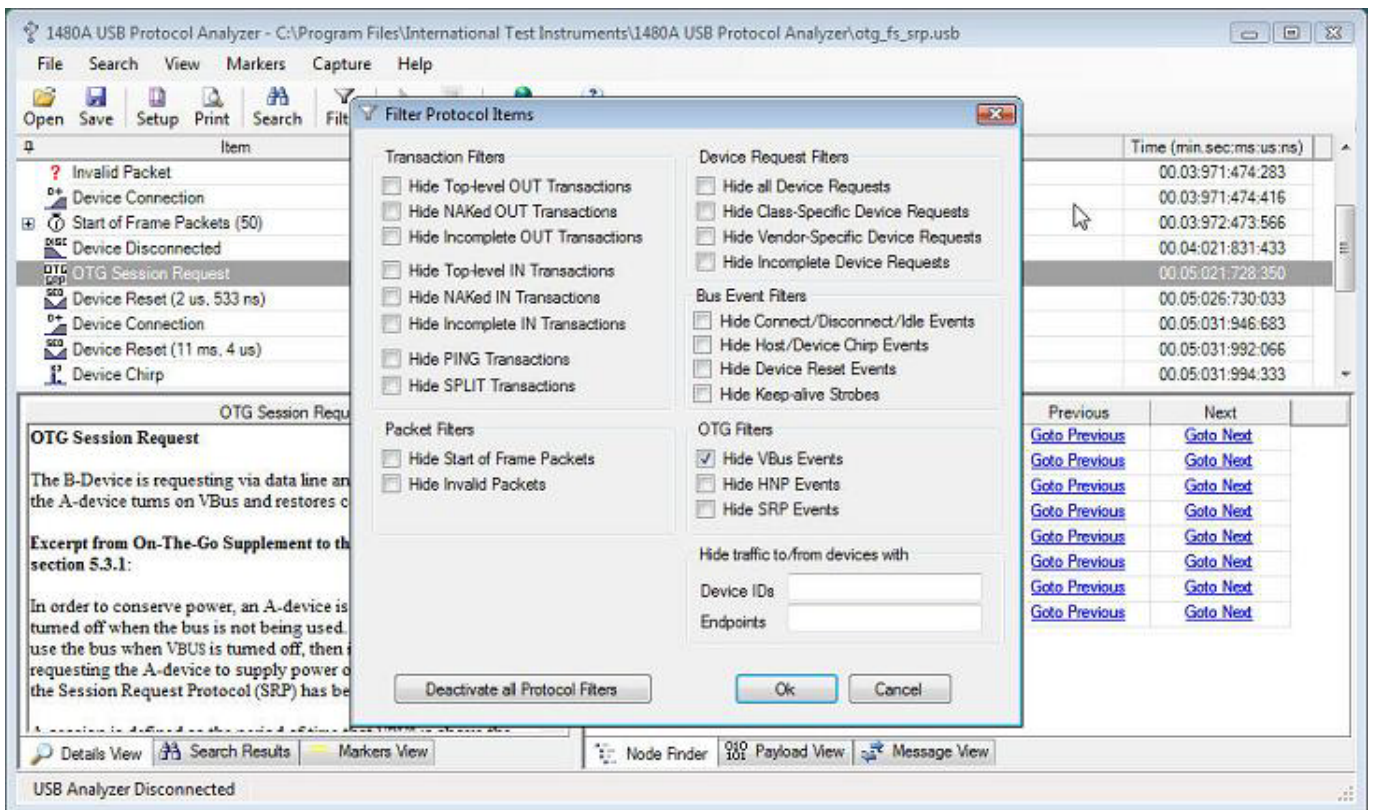 1480A USB Protocol Analyzer - C:\Program Files\International Test Instruments\1480A USB Protocol Analyzer\otg_fs_srp.usb
File Search View Markers Capture Help
Open Save Setup Print Search Filt
Item
Time (min.sec:ms:us:ns)
? Invalid Packet
00.03:971:474:283
Device Connection
00.03:971:474:416
Start of Frame Packets (50)
00.03:972:473:566
Device Disconnected
00.04:021:831:433
OTG Session Request
00.05:021:728:350
Device Reset (2 us, 533 ns)
00.05:026:730:033
Device Connection
00.05:031:946:683
Device Reset (11 ms, 4 us)
00.05:031:992:066
Device Chirp
00.05:031:994:333
Filter Protocol Items
Transaction Filters
Hide Top-level OUT Transactions
Hide NAKed OUT Transactions
Hide Incomplete OUT Transactions
Hide Top-level IN Transactions
Hide NAKed IN Transactions
Hide Incomplete IN Transactions
Hide PING Transactions
Hide SPLIT Transactions
Packet Filters
Hide Start of Frame Packets
Hide Invalid Packets
Device Request Filters
Hide all Device Requests
Hide Class-Specific Device Requests
Hide Vendor-Specific Device Requests
Hide Incomplete Device Requests
Bus Event Filters
Hide Connect/Disconnect/Idle Events
Hide Host/Device Chirp Events
Hide Device Reset Events
Hide Keep-alive Strobes
OTG Filters
Hide VBus Events
Hide HNP Events
Hide SRP Events
Hide traffic to/from devices with
Device IDs
Endpoints
Deactivate all Protocol Filters
Ok
Cancel
OTG Session Requ
OTG Session Request
The B-Device is requesting via data line an
the A-device turns on VBus and restores c
Excerpt from On-The-Go Supplement to th
section 5.3.1:
In order to conserve power, an A-device is
turned off when the bus is not being used.
use the bus when VBUS is turned off, then
requesting the A-device to supply power o
the Session Request Protocol (SRP) has be
Previous Next
Goto Previous Goto Next
Goto Previous Goto Next
Goto Previous Goto Next
Goto Previous Goto Next
Goto Previous Goto Next
Goto Previous Goto Next
Goto Previous Goto Next
Goto Previous Goto Next
Details View Search Results Markers View
Node Finder Payload View Message View
USB Analyzer Disconnected